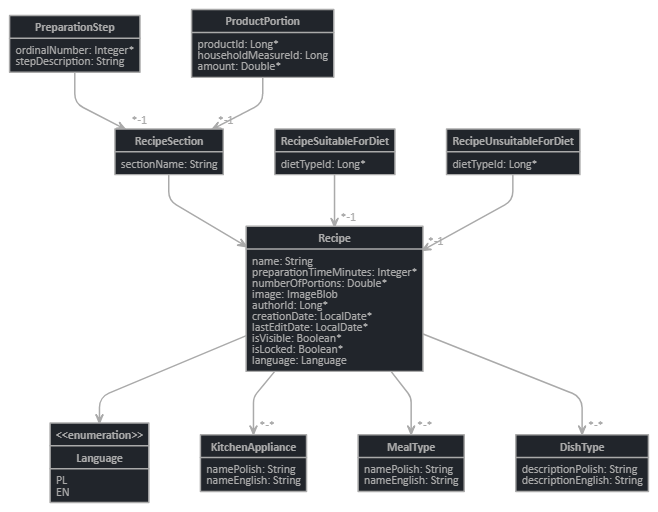 PreparationStep
ordinalNumber: Integer*
stepDescription: String
ProductPortion
productId: Long*
householdMeasureId: Long
amount: Double*
*-1
*-1
RecipeSection
sectionName: String
RecipeSuitableForDiet
dietTypeId: Long*
RecipeUnsuitableForDiet
dietTypeId: Long*
*-1
*-1
Recipe
name: String
preparationTimeMinutes: Integer*
numberOfPortions: Double*
image: ImageBlob
authorId: Long*
creationDate: LocalDate*
lastEditDate: LocalDate*
isVisible: Boolean*
isLocked: Boolean*
language: Language
*-*
*-*
*-*
<<enumeration>>
Language
PL
EN
KitchenAppliance
namePolish: String
nameEnglish: String
MealType
namePolish: String
nameEnglish: String
DishType
descriptionPolish: String
descriptionEnglish: String